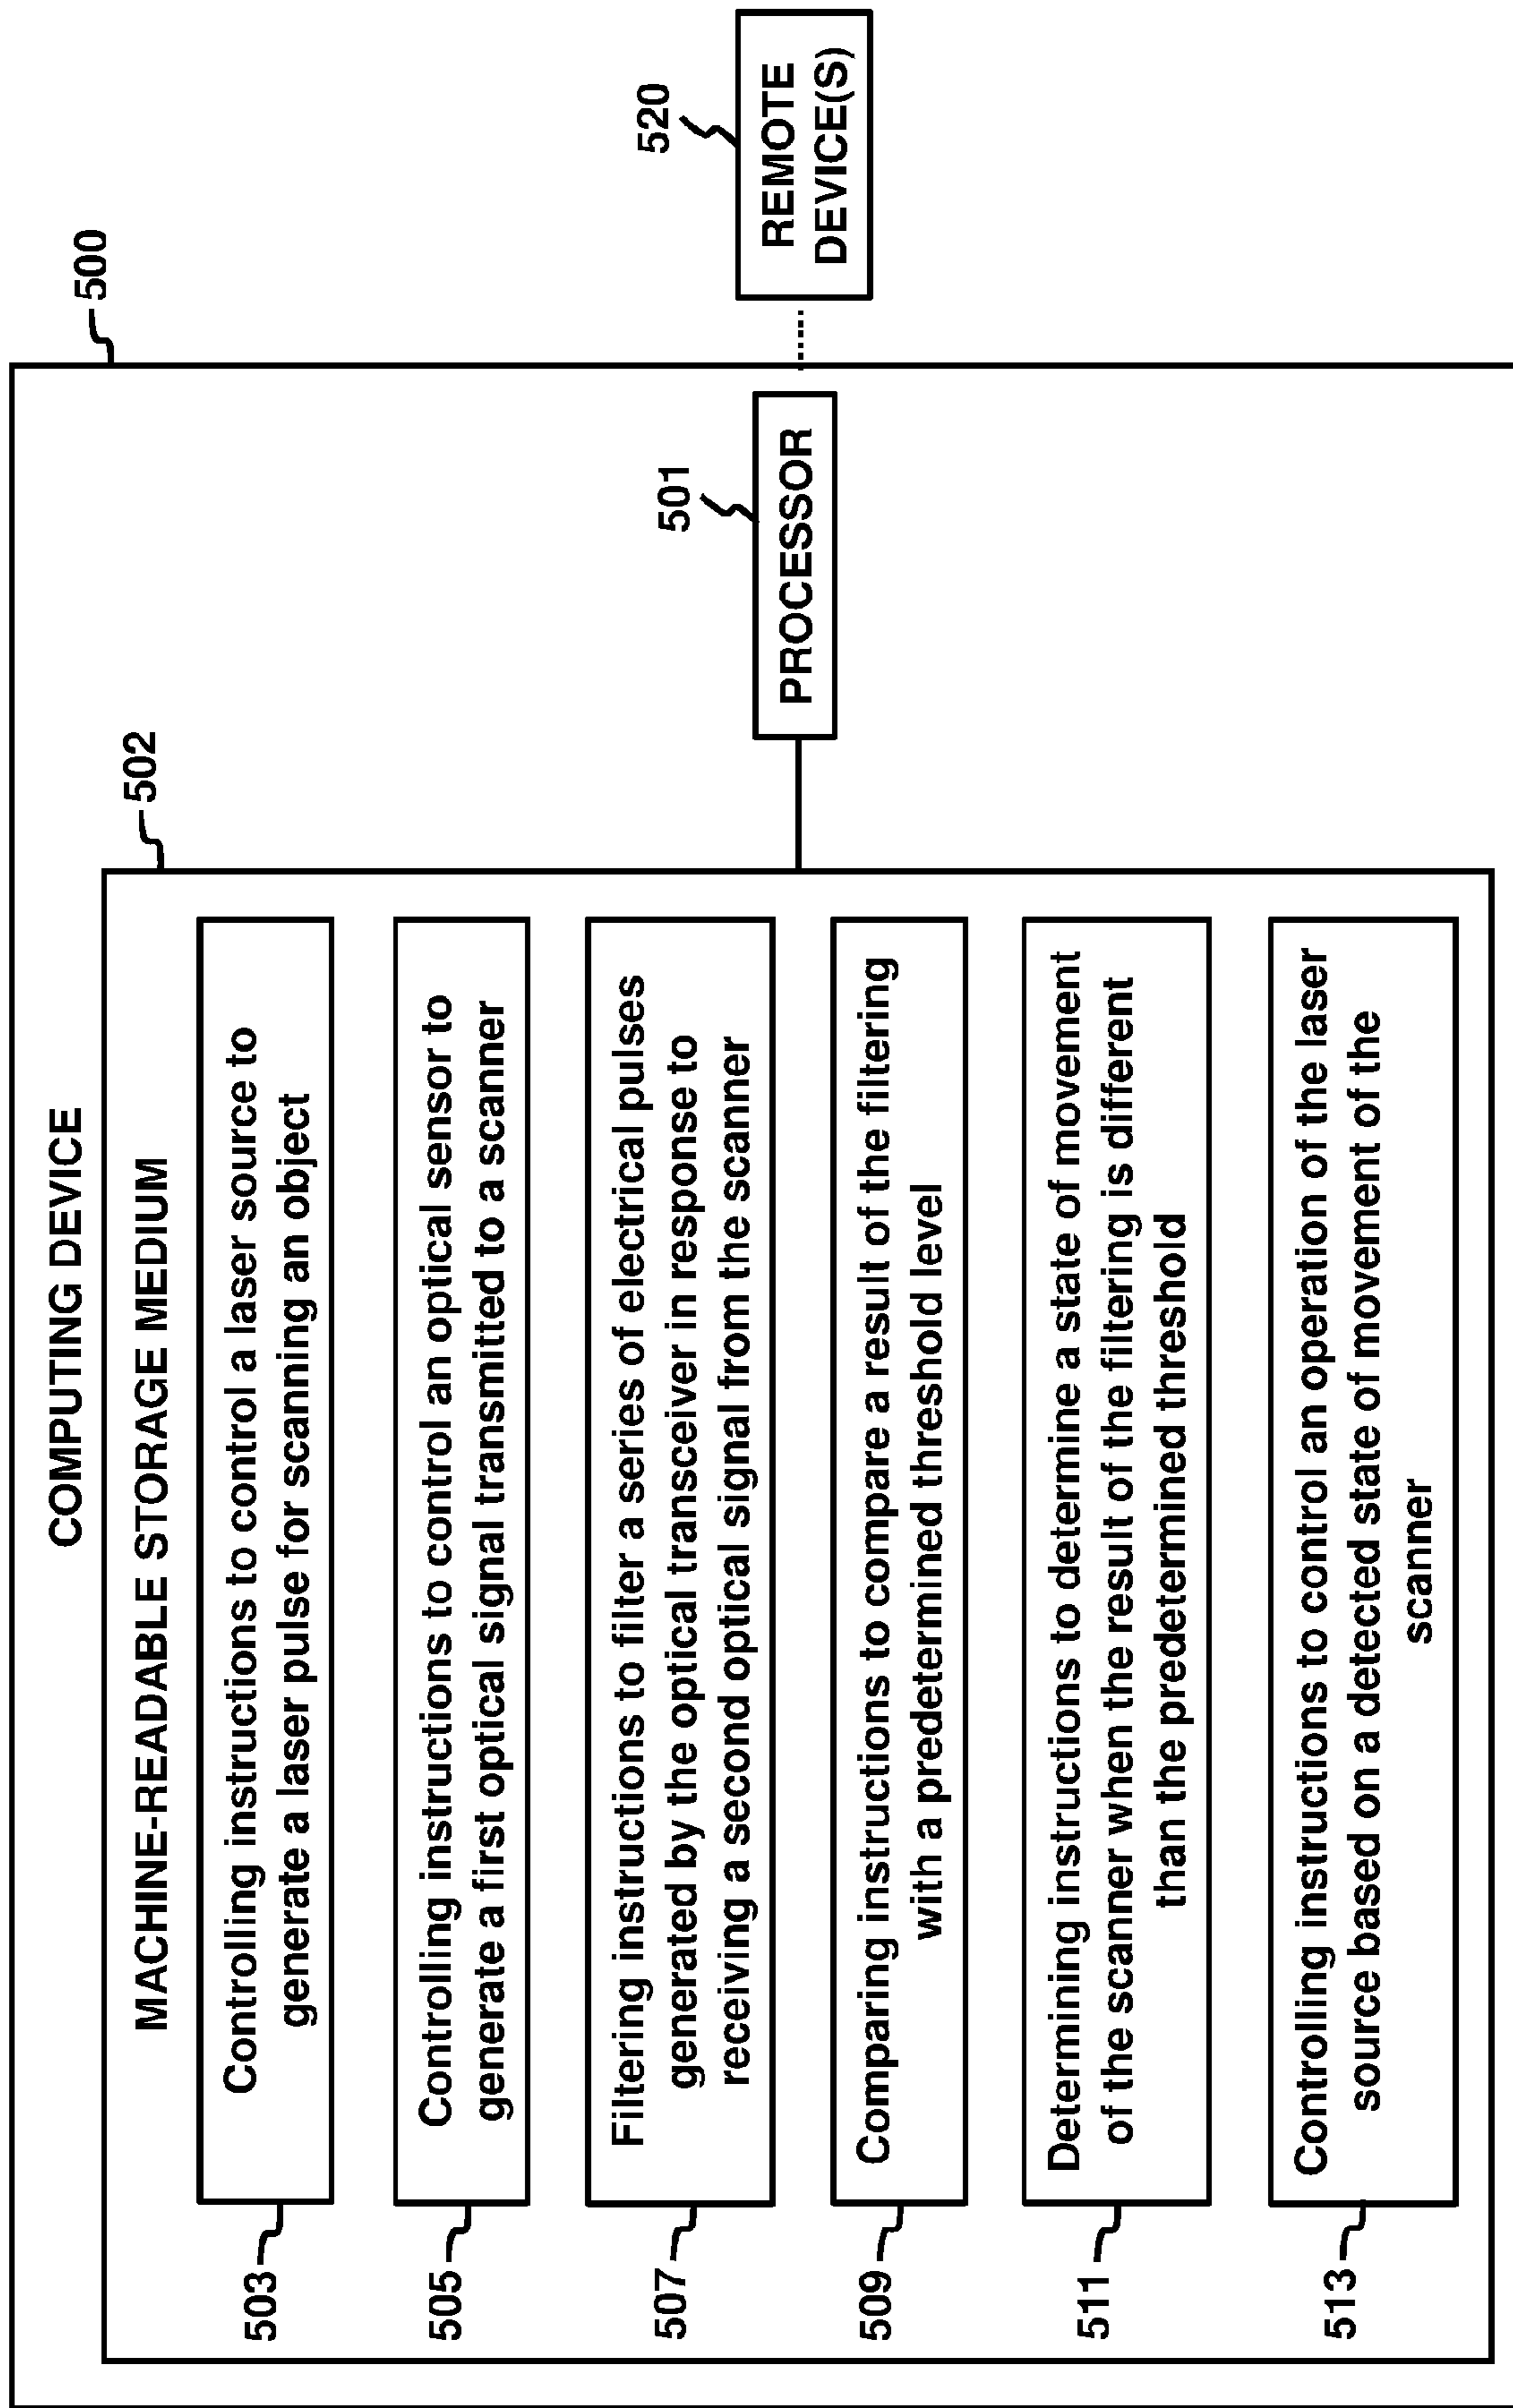 COMPUTING DEVICE
500
MACHINE-READABLE STORAGE MEDIUM
502
503
Controlling instructions to control a laser source to
generate a laser pulse for scanning an object
505
Controlling instructions to control an optical sensor to
generate a first optical signal transmitted to a scanner
507
Filtering instructions to filter a series of electrical pulses
generated by the optical transceiver in response to
receiving a second optical signal from the scanner
509
Comparing instructions to compare a result of the filtering
with a predetermined threshold level
511
Determining instructions to determine a state of movement
of the scanner when the result of the filtering is different
than the predetermined threshold
513
Controlling instructions to control an operation of the laser
source based on a detected state of movement of the
scanner
501
PROCESSOR
520
REMOTE
DEVICE(S)